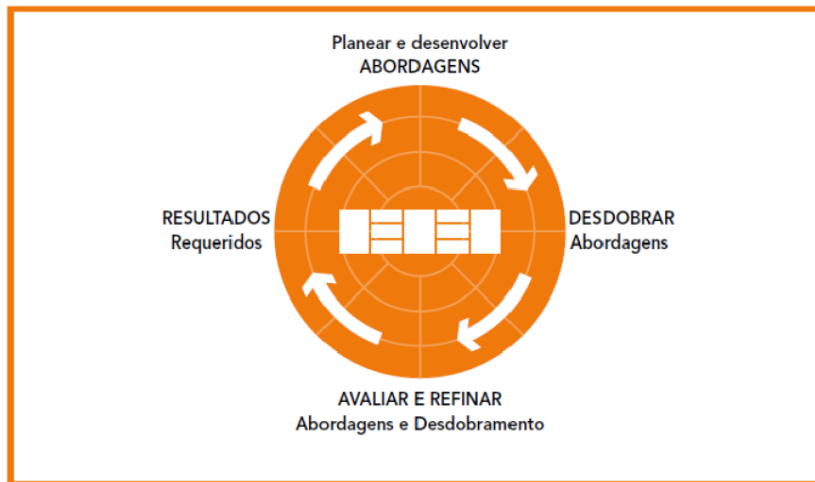 Planear e desenvolver
ABORDAGENS
RESULTADOS
Requeridos
DESDOBRAR
Abordagens
AVALIAR E REFINAR
Abordagens e Desdobramento